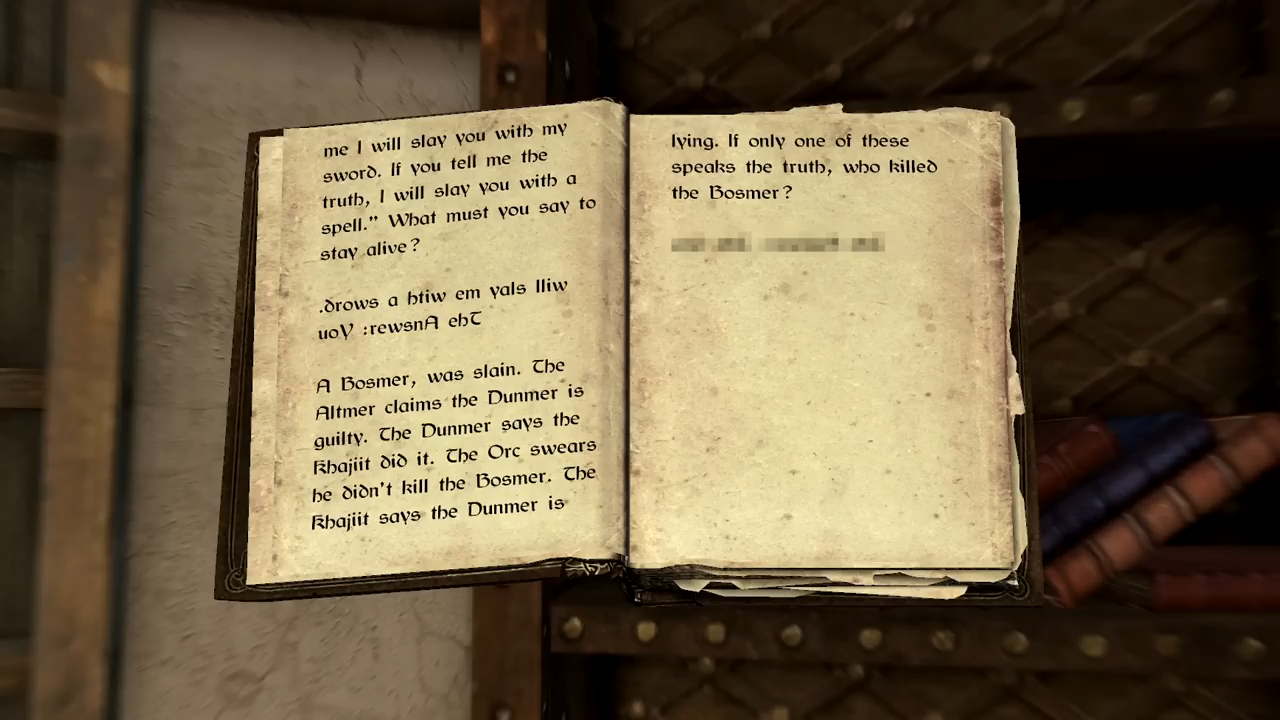 me I will slay you with my
sword. If you tell me the
truth, I will slay you with a
spell." What must you say to
stay alive?
.drows a htiw em yals lliw
uoY :rewsnA ehT
A Bosmer, was slain. The
Altmer claims the Dunmer is
guilty. The Dunmer says the
Khajiit did it. The Orc swears
he didn't kill the Bosmer. The
Khajiit says the Dunmer is
lying. If only one of these
speaks the truth, who killed
the Bosmer?